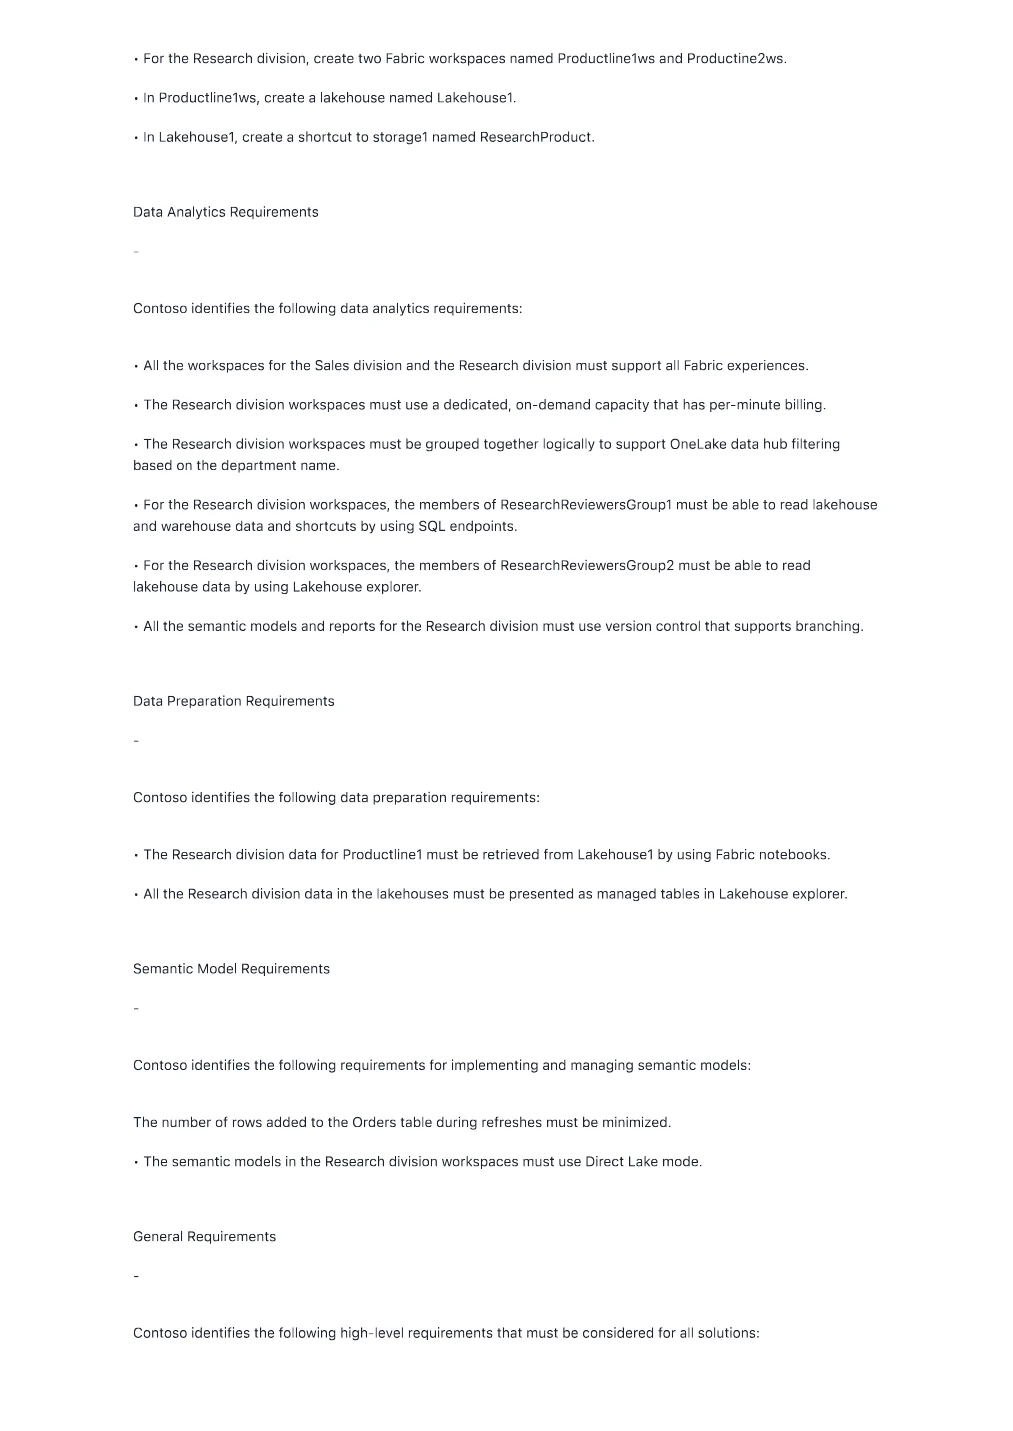 • For the Research division, create two Fabric workspaces named Productline1ws and Productine2ws.
• In Productline1ws, create a lakehouse named Lakehouse1.
• In Lakehouse1, create a shortcut to storage1 named ResearchProduct.
Data Analytics Requirements
-
Contoso identifies the following data analytics requirements:
• All the workspaces for the Sales division and the Research division must support all Fabric experiences.
• The Research division workspaces must use a dedicated, on-demand capacity that has per-minute billing.
• The Research division workspaces must be grouped together logically to support OneLake data hub filtering
based on the department name.
• For the Research division workspaces, the members of ResearchReviewersGroup1 must be able to read lakehouse
and warehouse data and shortcuts by using SQL endpoints.
• For the Research division workspaces, the members of ResearchReviewersGroup2 must be able to read
lakehouse data by using Lakehouse explorer.
• All the semantic models and reports for the Research division must use version control that supports branching.
Data Preparation Requirements
-
Contoso identifies the following data preparation requirements:
• The Research division data for Productline1 must be retrieved from Lakehouse1 by using Fabric notebooks.
• All the Research division data in the lakehouses must be presented as managed tables in Lakehouse explorer.
Semantic Model Requirements
-
Contoso identifies the following requirements for implementing and managing semantic models:
The number of rows added to the Orders table during refreshes must be minimized.
• The semantic models in the Research division workspaces must use Direct Lake mode.
General Requirements
-
Contoso identifies the following high-level requirements that must be considered for all solutions: